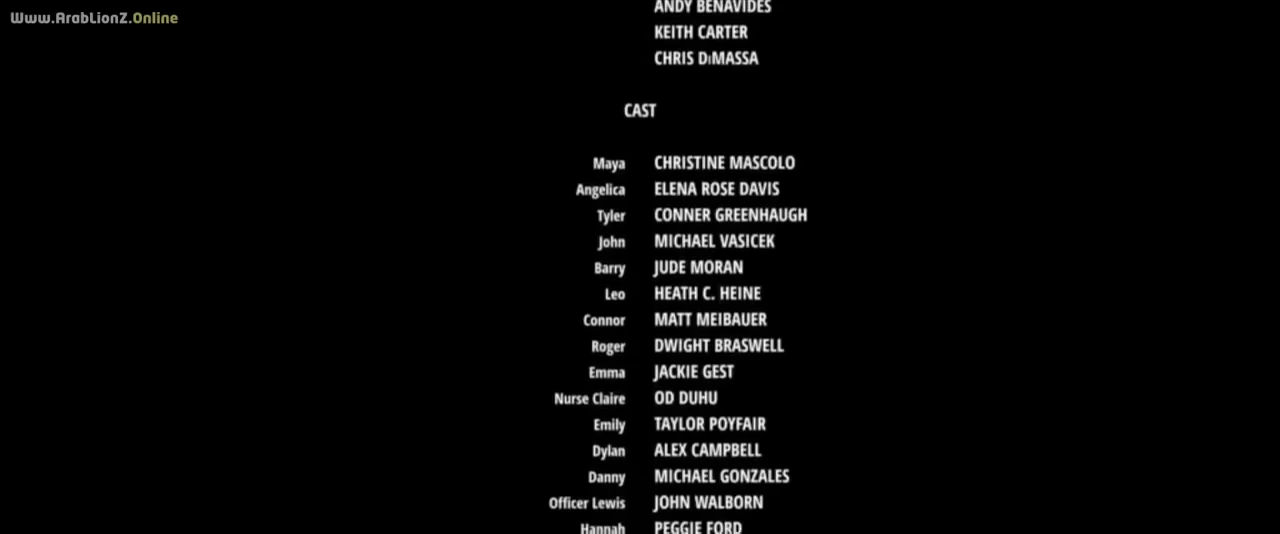 Www.ArabLionZ.Online
ANDY BENAVIDES
KEITH CARTER
CHRIS DiMASSA
CAST
Maya CHRISTINE MASCOLO
Angelica ELENA ROSE DAVIS
Tyler CONNER GREENHAUGH
John MICHAEL VASICEK
Barry JUDE MORAN
Leo HEATH C. HEINE
Connor MATT MEIBAUER
Roger DWIGHT BRASWELL
Emma JACKIE GEST
Nurse Claire OD DUHU
Emily TAYLOR POYFAIR
Dylan ALEX CAMPBELL
Danny MICHAEL GONZALES
Officer Lewis JOHN WALBORN
Hannah PEGGIE FORD